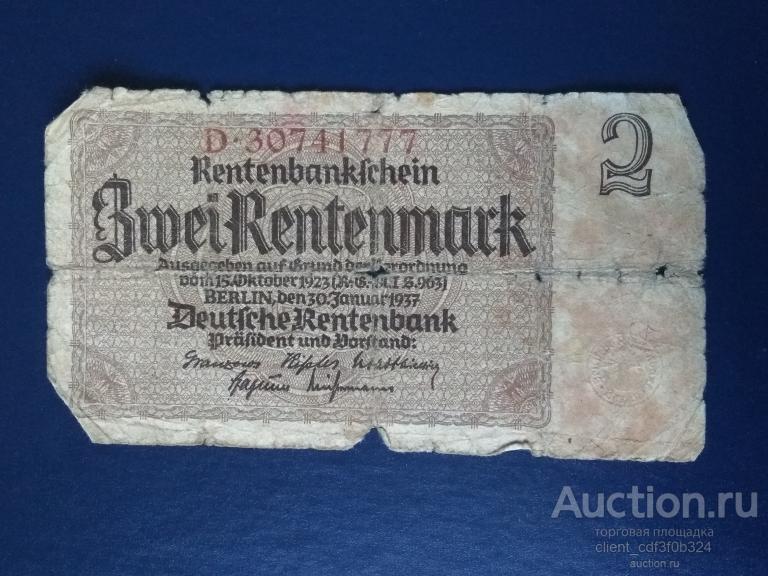 D·30741777
2
Rentenbankschein
Zwei Rentenmark
Ausgegeben auf Grund der Verordnung
vom 15. Oktober 1923 (R.-G.-Bl. I S. 963)
BERLIN, den 30. Januar 1937
Deutsche Rentenbank
Präsident und Vorstand:
Auction.ru
торговая площадка
client_cdf3f0b324
auction.ru